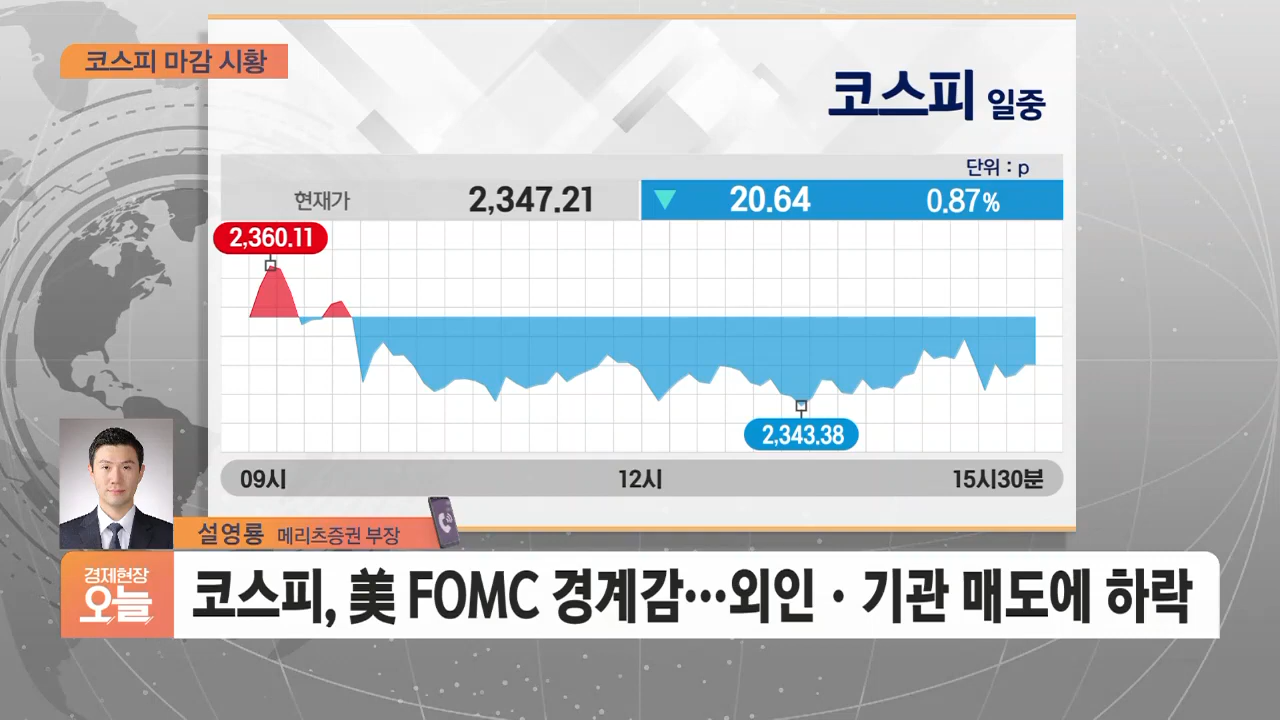 코스피 마감 시황
코스피 일중
단위 : p
현재가 2,347.21 ▼ 20.64 0.87%
2,360.11
2,343.38
09시 12시 15시30분
설영룡 메리츠증권 부장
경제현장
오늘
코스피, 美 FOMC 경계감…외인·기관 매도에 하락